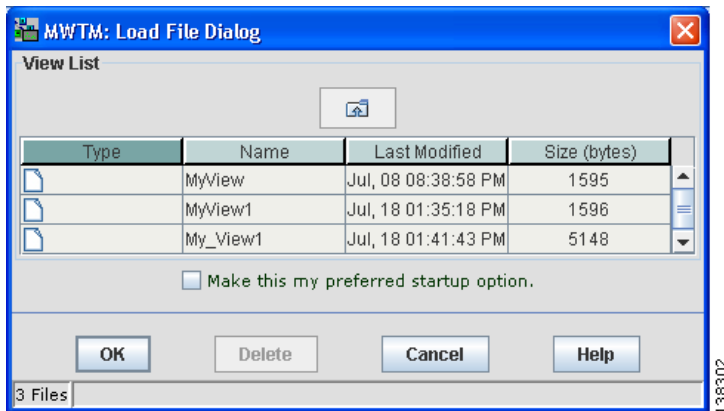 MWTM: Load File Dialog
View List
Type Name Last Modified Size (bytes)
MyView Jul, 08 08:38:58 PM 1595
MyView1 Jul, 18 01:35:18 PM 1596
My_View1 Jul, 18 01:41:43 PM 5148
Make this my preferred startup option.
OK Delete Cancel Help
3 Files
138302